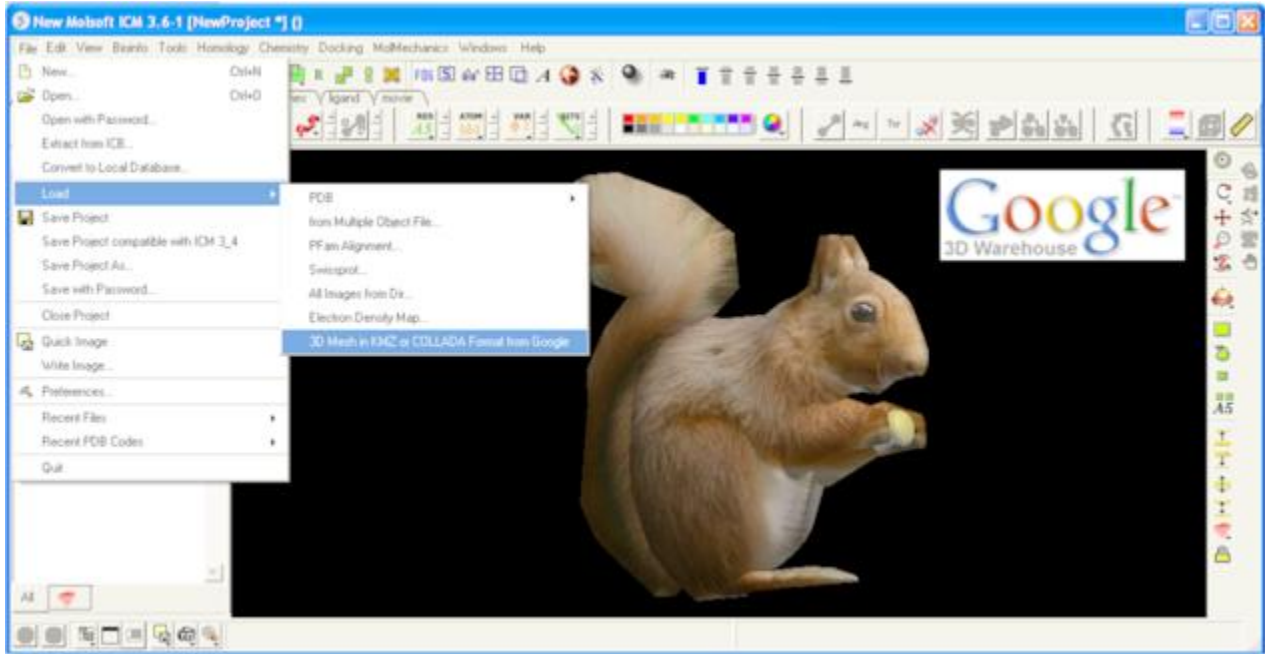 New Molsoft ICM 3.6-1 [NewProject *] ()
File Edit View Bioinfo Tools Homology Chemistry Docking MolMechanics Windows Help
New... Ctrl+N
Open... Ctrl+O
Open with Password...
Extract from ICB...
Convert to Local Database...
Load
Save Project
Save Project compatible with ICM 3_4
Save Project As...
Save with Password...
Close Project
Quick Image
Write Image...
Preferences...
Recent Files
Recent PDB Codes
Quit
ligand movie
PDB
from Multiple Object File...
PFam Alignment...
Swissprot...
All Images from Dir...
Electron Density Map...
3D Mesh in KMZ or COLLADA Format from Google
Google
3D Warehouse
A5
All